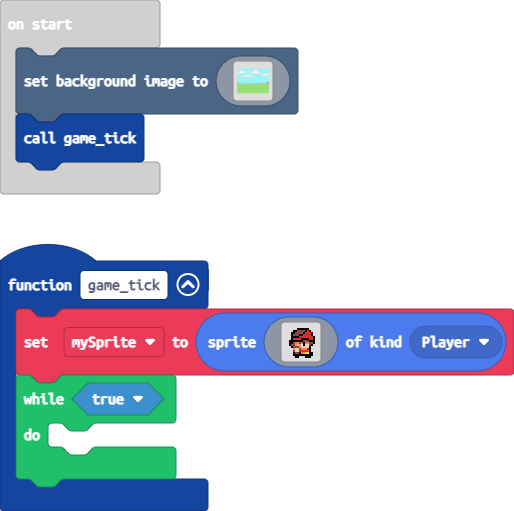 on start
set background image to
call game_tick
function game_tick
set mySprite to sprite of kind Player
while true
do